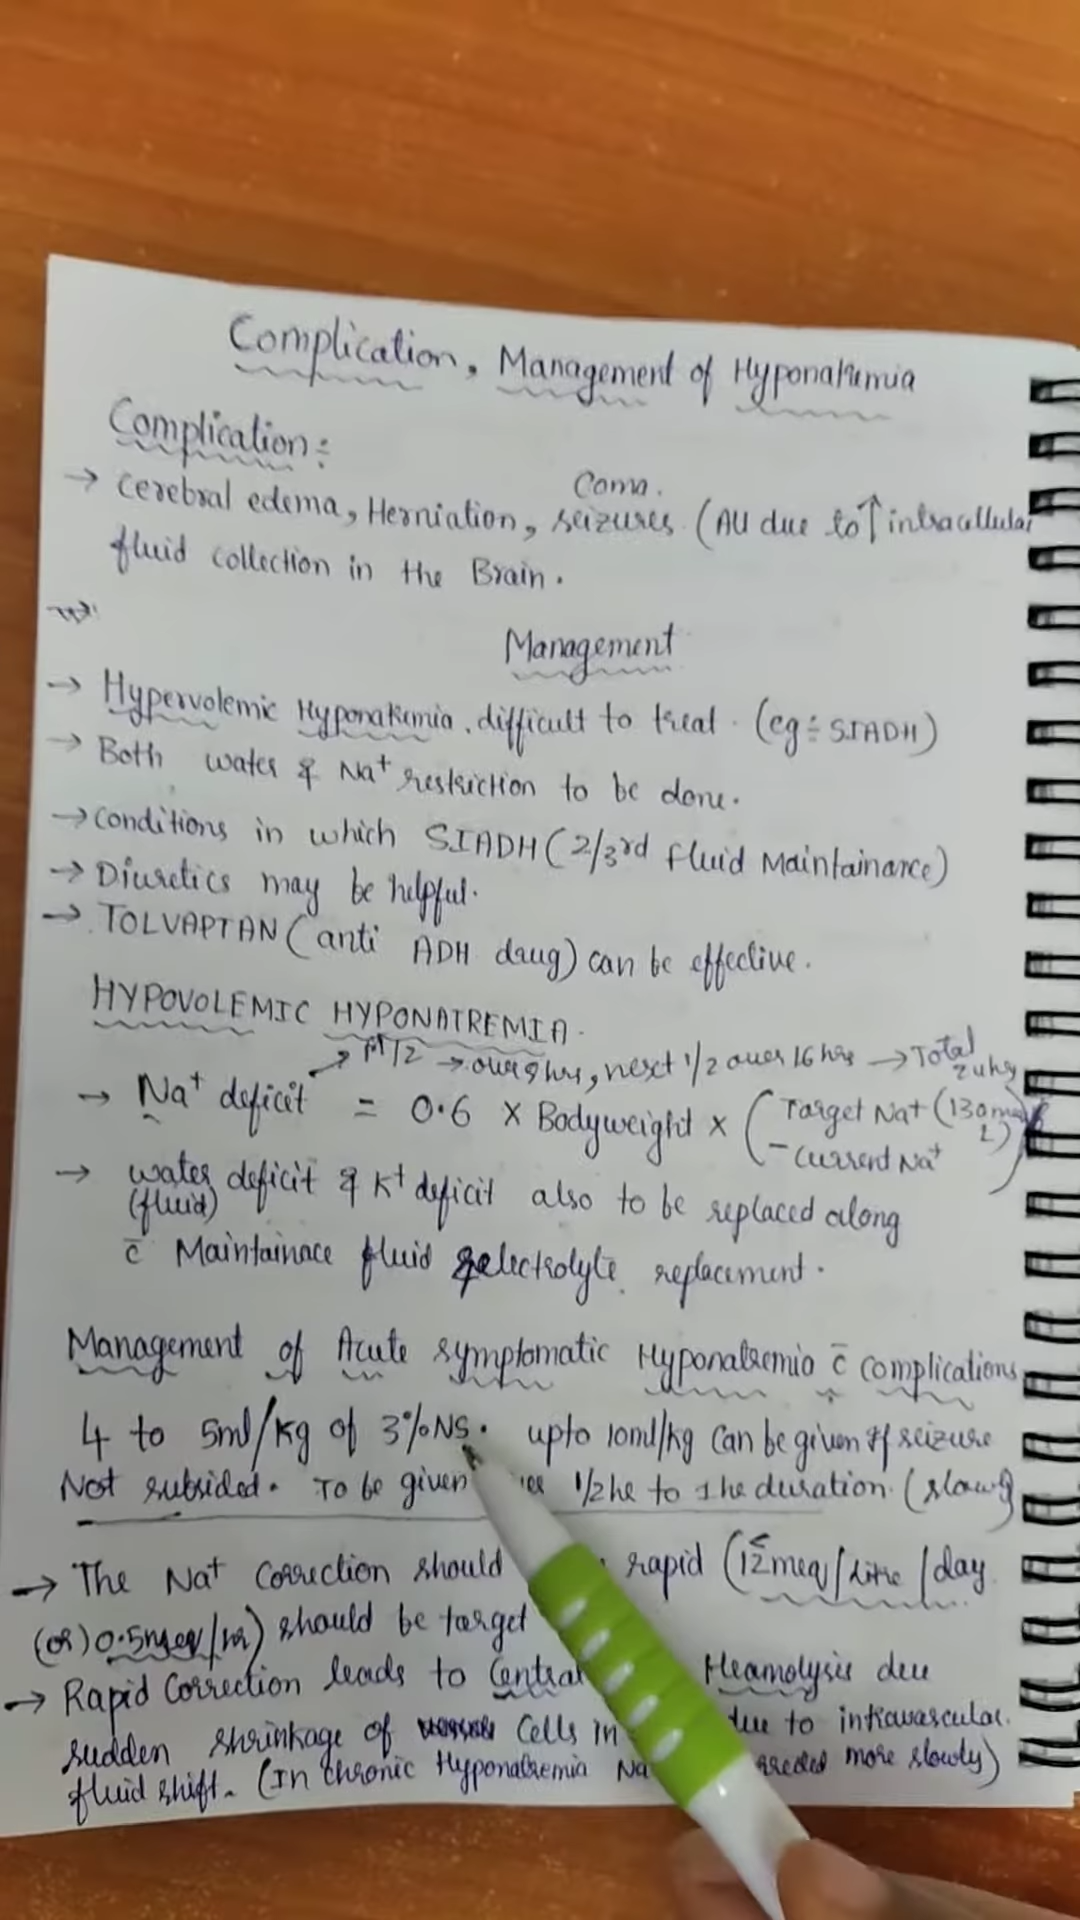 Complication, Management of Hyponatremia
Complication:
→ Cerebral edema, Herniation, seizures. Coma. (All due to ↑ intracellular
fluid collection in the Brain.
Management
→ Hypervolemic Hyponatremia. difficult to treat. (eg: SIADH)
→ Both water & Na+ restriction to be done.
→ Conditions in which SIADH (2/3rd fluid Maintainance)
→ Diuretics may be helpful.
→ TOLVAPTAN (anti ADH drug) can be effective.
HYPOVOLEMIC HYPONATREMIA.
→ 1/2 → over 8 hrs, next 1/2 over 16 hrs → Total 24 hrs
→ Na+ deficit = 0.6 × Bodyweight × (Target Na+ (130 meq/L) - current Na+)
→ water (fluid) deficit & K+ deficit also to be replaced along
c̄ Maintainace fluid & electrolyte replacement.
Management of Acute symptomatic Hyponatremia c̄ complications
4 to 5ml/kg of 3% NS. upto 10ml/kg can be given if seizure
Not subsided. To be given 1/2 hr to 1 hr duration. (slowly)
→ The Na+ Correction should rapid (≤12meq/Litre/day
(or) 0.5meq/hr) should be target
→ Rapid Correction leads to Central Heamolysis due
sudden shrinkage of cells in due to intravascular
fluid shift. (In chronic Hyponatremia Na more slowly)